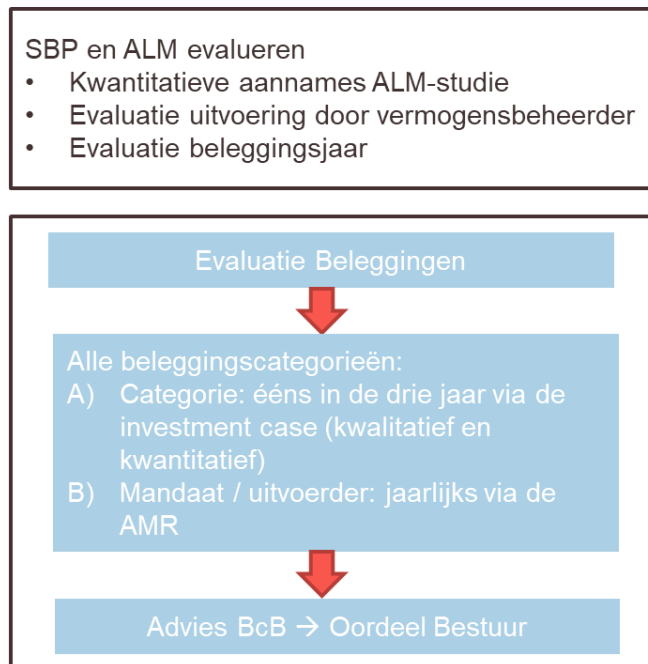 SBP en ALM evalueren
• Kwantitatieve aannames ALM-studie
• Evaluatie uitvoering door vermogensbeheerder
• Evaluatie beleggingsjaar
Evaluatie Beleggingen
Alle beleggingscategorieën:
A) Categorie: ééns in de drie jaar via de
investment case (kwalitatief en
kwantitatief)
B) Mandaat / uitvoerder: jaarlijks via de
AMR
Advies BcB → Oordeel Bestuur